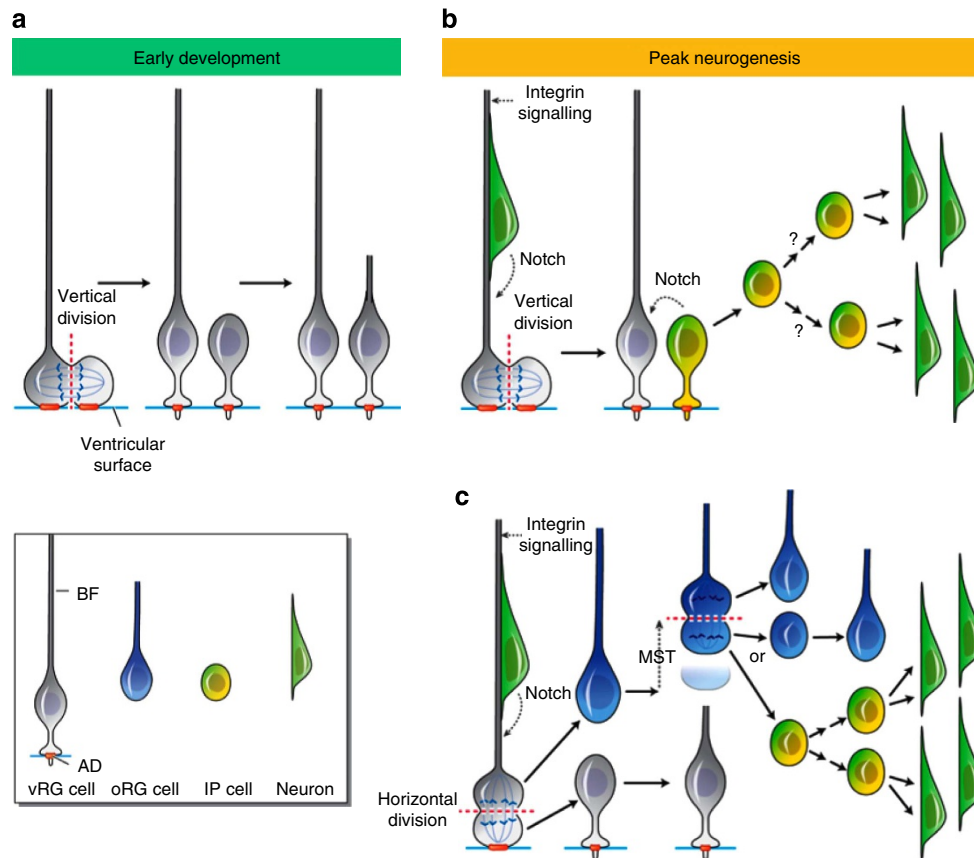 a
Early development
Vertical
division
Ventricular
surface
b
Peak neurogenesis
Integrin
signalling
Notch
Vertical
division
Notch
?
?
BF
AD
vRG cell oRG cell IP cell Neuron
c
Integrin
signalling
Notch
Horizontal
division
MST
or